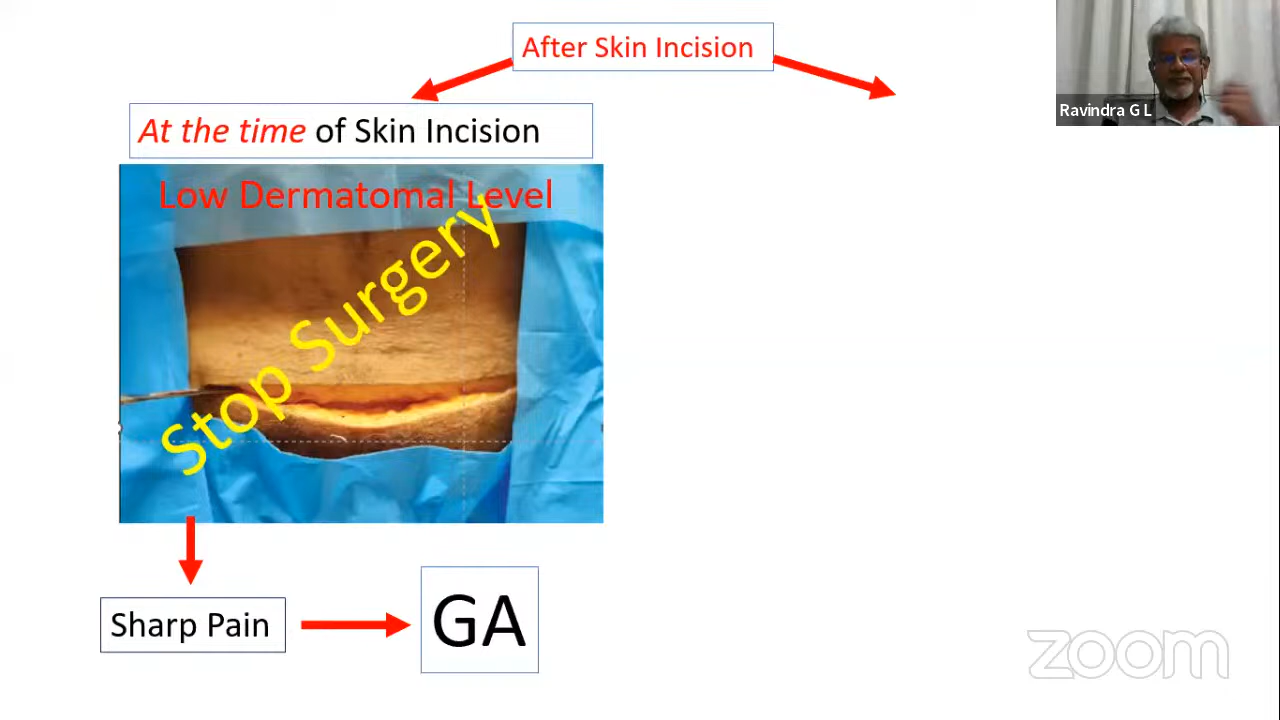 After Skin Incision
Ravindra G L
At the time of Skin Incision
Low Dermatomal Level
Stop Surgery
Sharp Pain
GA
zoom